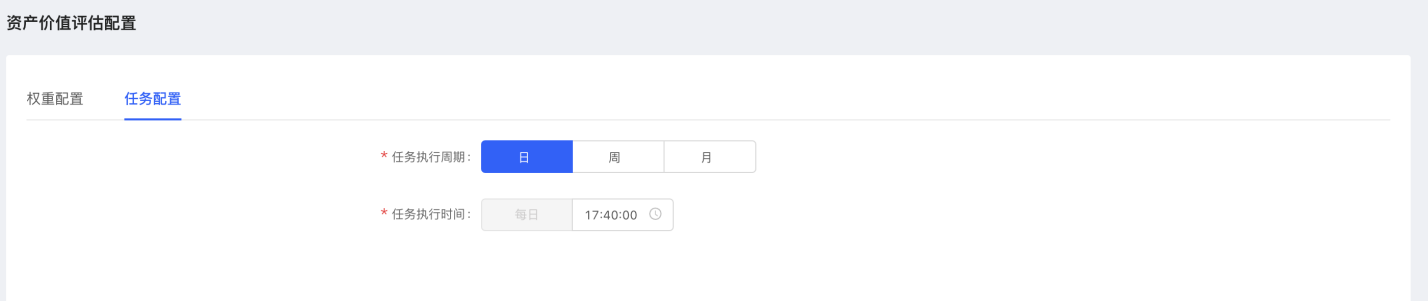 资产价值评估配置
权重配置 任务配置
* 任务执行周期: 日 周 月
* 任务执行时间: 每日 17:40:00